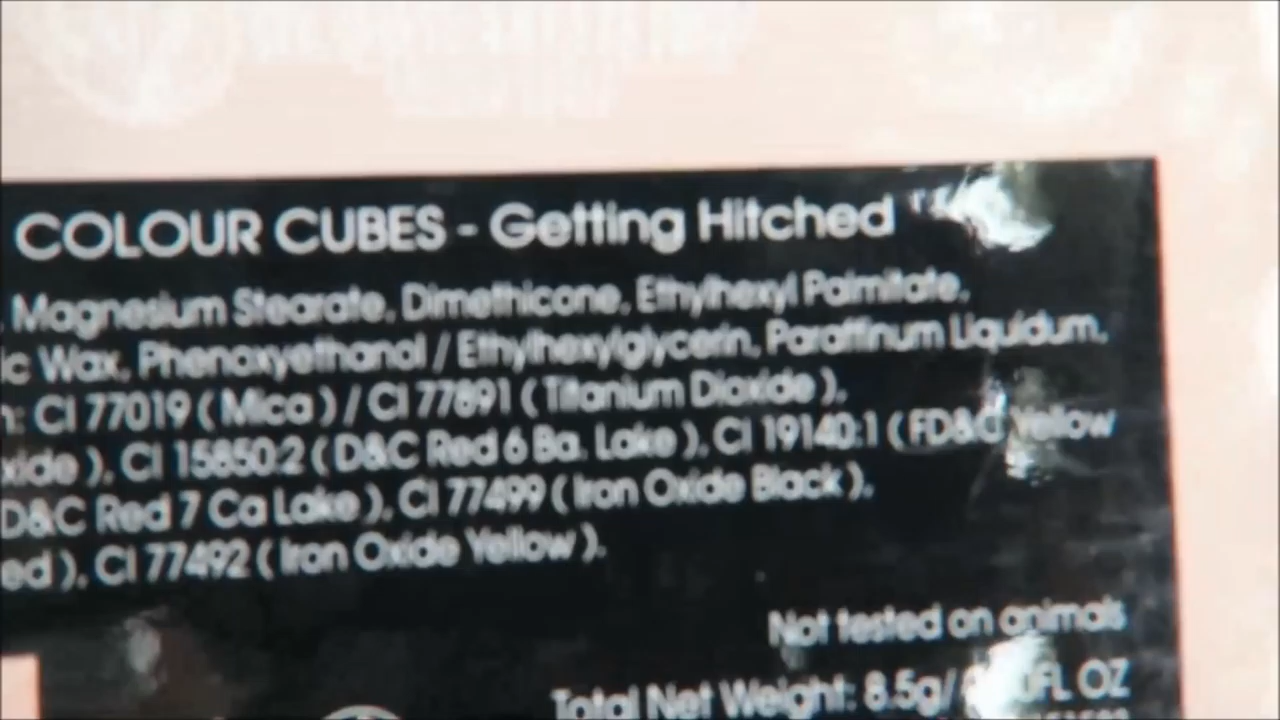 COLOUR CUBES - Getting Hitched
Magnesium Stearate, Dimethicone, Ethylhexyl Palmitate,
ic Wax, Phenoxyethanol / Ethylhexylglycerin, Paraffinum Liquidum,
n: CI 77019 ( Mica ) / CI 77891 ( Titanium Dioxide ),
xide ), CI 15850:2 ( D&C Red 6 Ba. Lake ), CI 19140:1 ( FD&C Yellow
D&C Red 7 Ca Lake ), CI 77499 ( Iron Oxide Black ),
ed ), CI 77492 ( Iron Oxide Yellow ).
Not tested on animals
Total Net Weight: 8.5g/ FL OZ